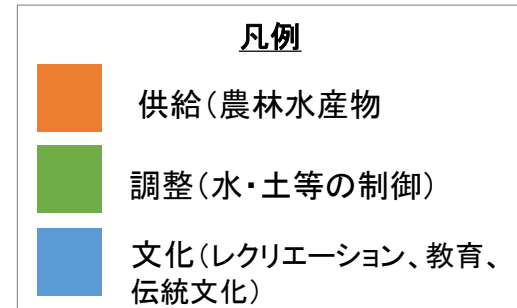 凡例
供給(農林水産物
調整(水・土等の制御)
文化(レクリエーション、教育、
伝統文化)